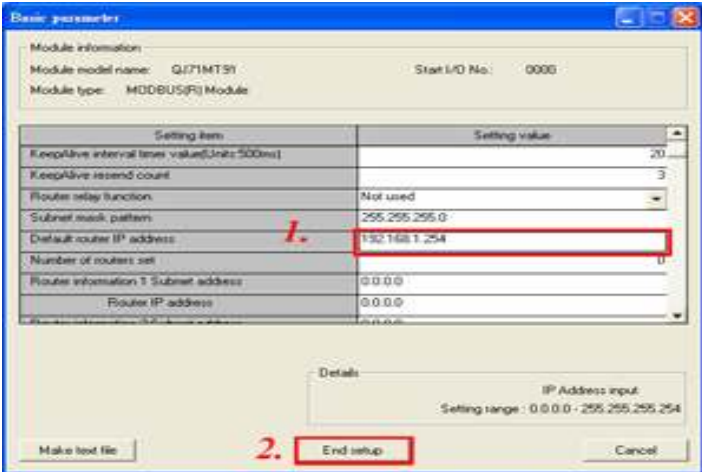 Basic parameter
Module information
Module model name: QJ71MT91 Start I/O No.: 0000
Module type: MODBUS(R) Module
Setting item Setting value
KeepAlive interval timer value(Units:500ms) 20
KeepAlive resend count 3
Router relay function Not used
Subnet mask pattern 255.255.255.0
1.
Default router IP address 192.168.1.254
Number of routers set 0
Router information 1 Subnet address 0.0.0.0
Router IP address 0.0.0.0
Details
IP Address input
Setting range : 0.0.0.0 - 255.255.255.254
Make text file 2. End setup Cancel